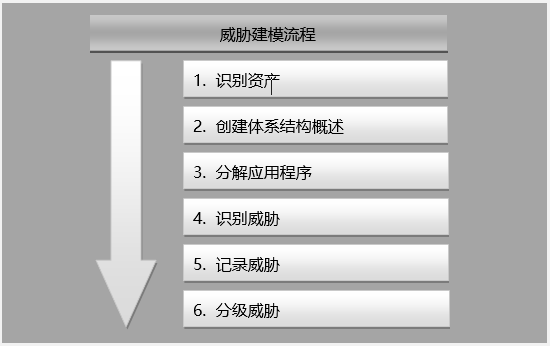 威胁建模流程
1. 识别资产
2. 创建体系结构概述
3. 分解应用程序
4. 识别威胁
5. 记录威胁
6. 分级威胁